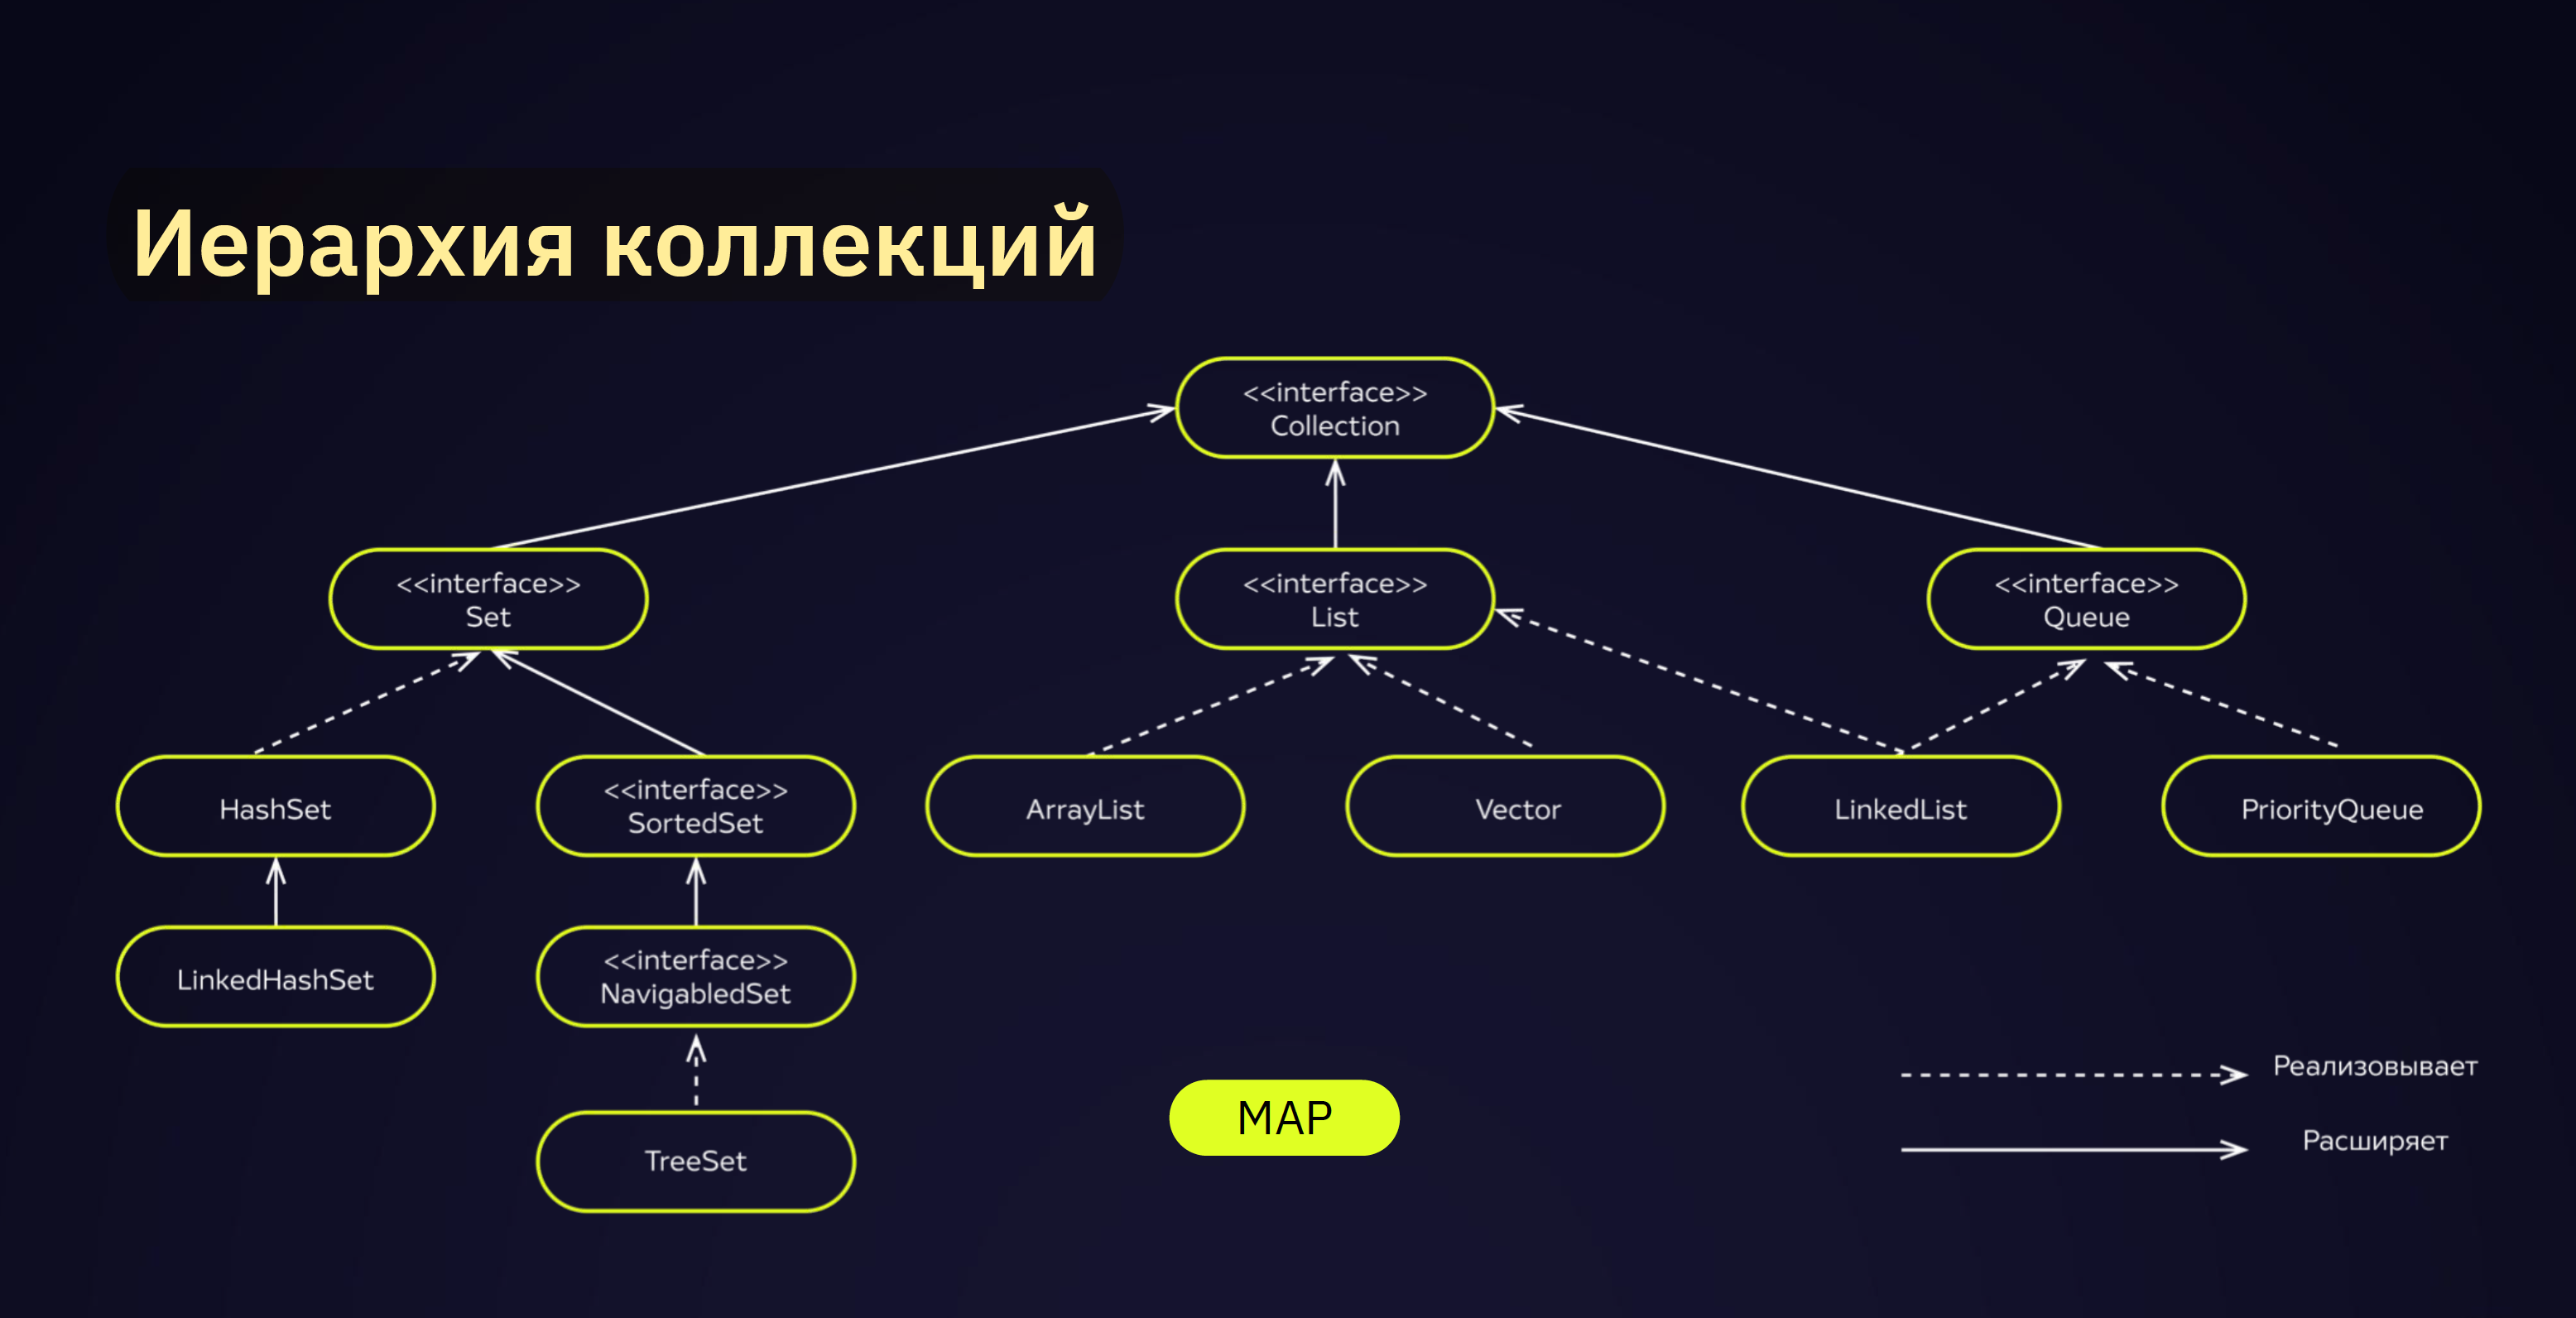 Иерархия коллекций
<<interface>>
Collection
<<interface>>
Set
<<interface>>
List
<<interface>>
Queue
HashSet
<<interface>>
SortedSet
ArrayList
Vector
LinkedList
PriorityQueue
LinkedHashSet
<<interface>>
NavigabledSet
TreeSet
MAP
Реализовывает
Расширяет